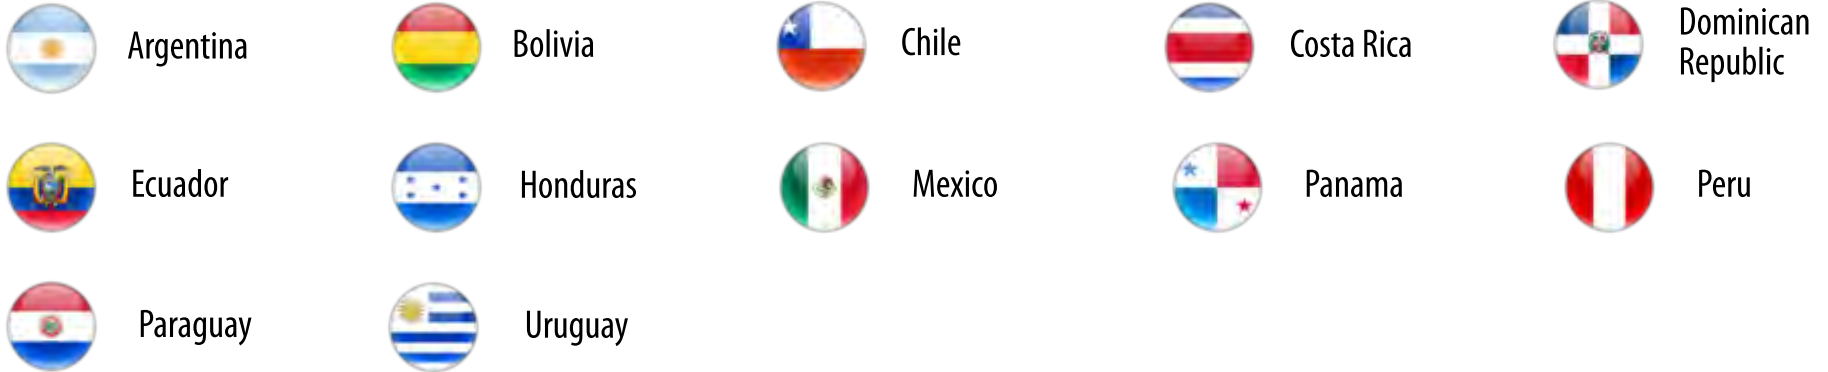 Argentina
Bolivia
Chile
Costa Rica
Dominican
Republic
Ecuador
Honduras
Mexico
Panama
Peru
Paraguay
Uruguay